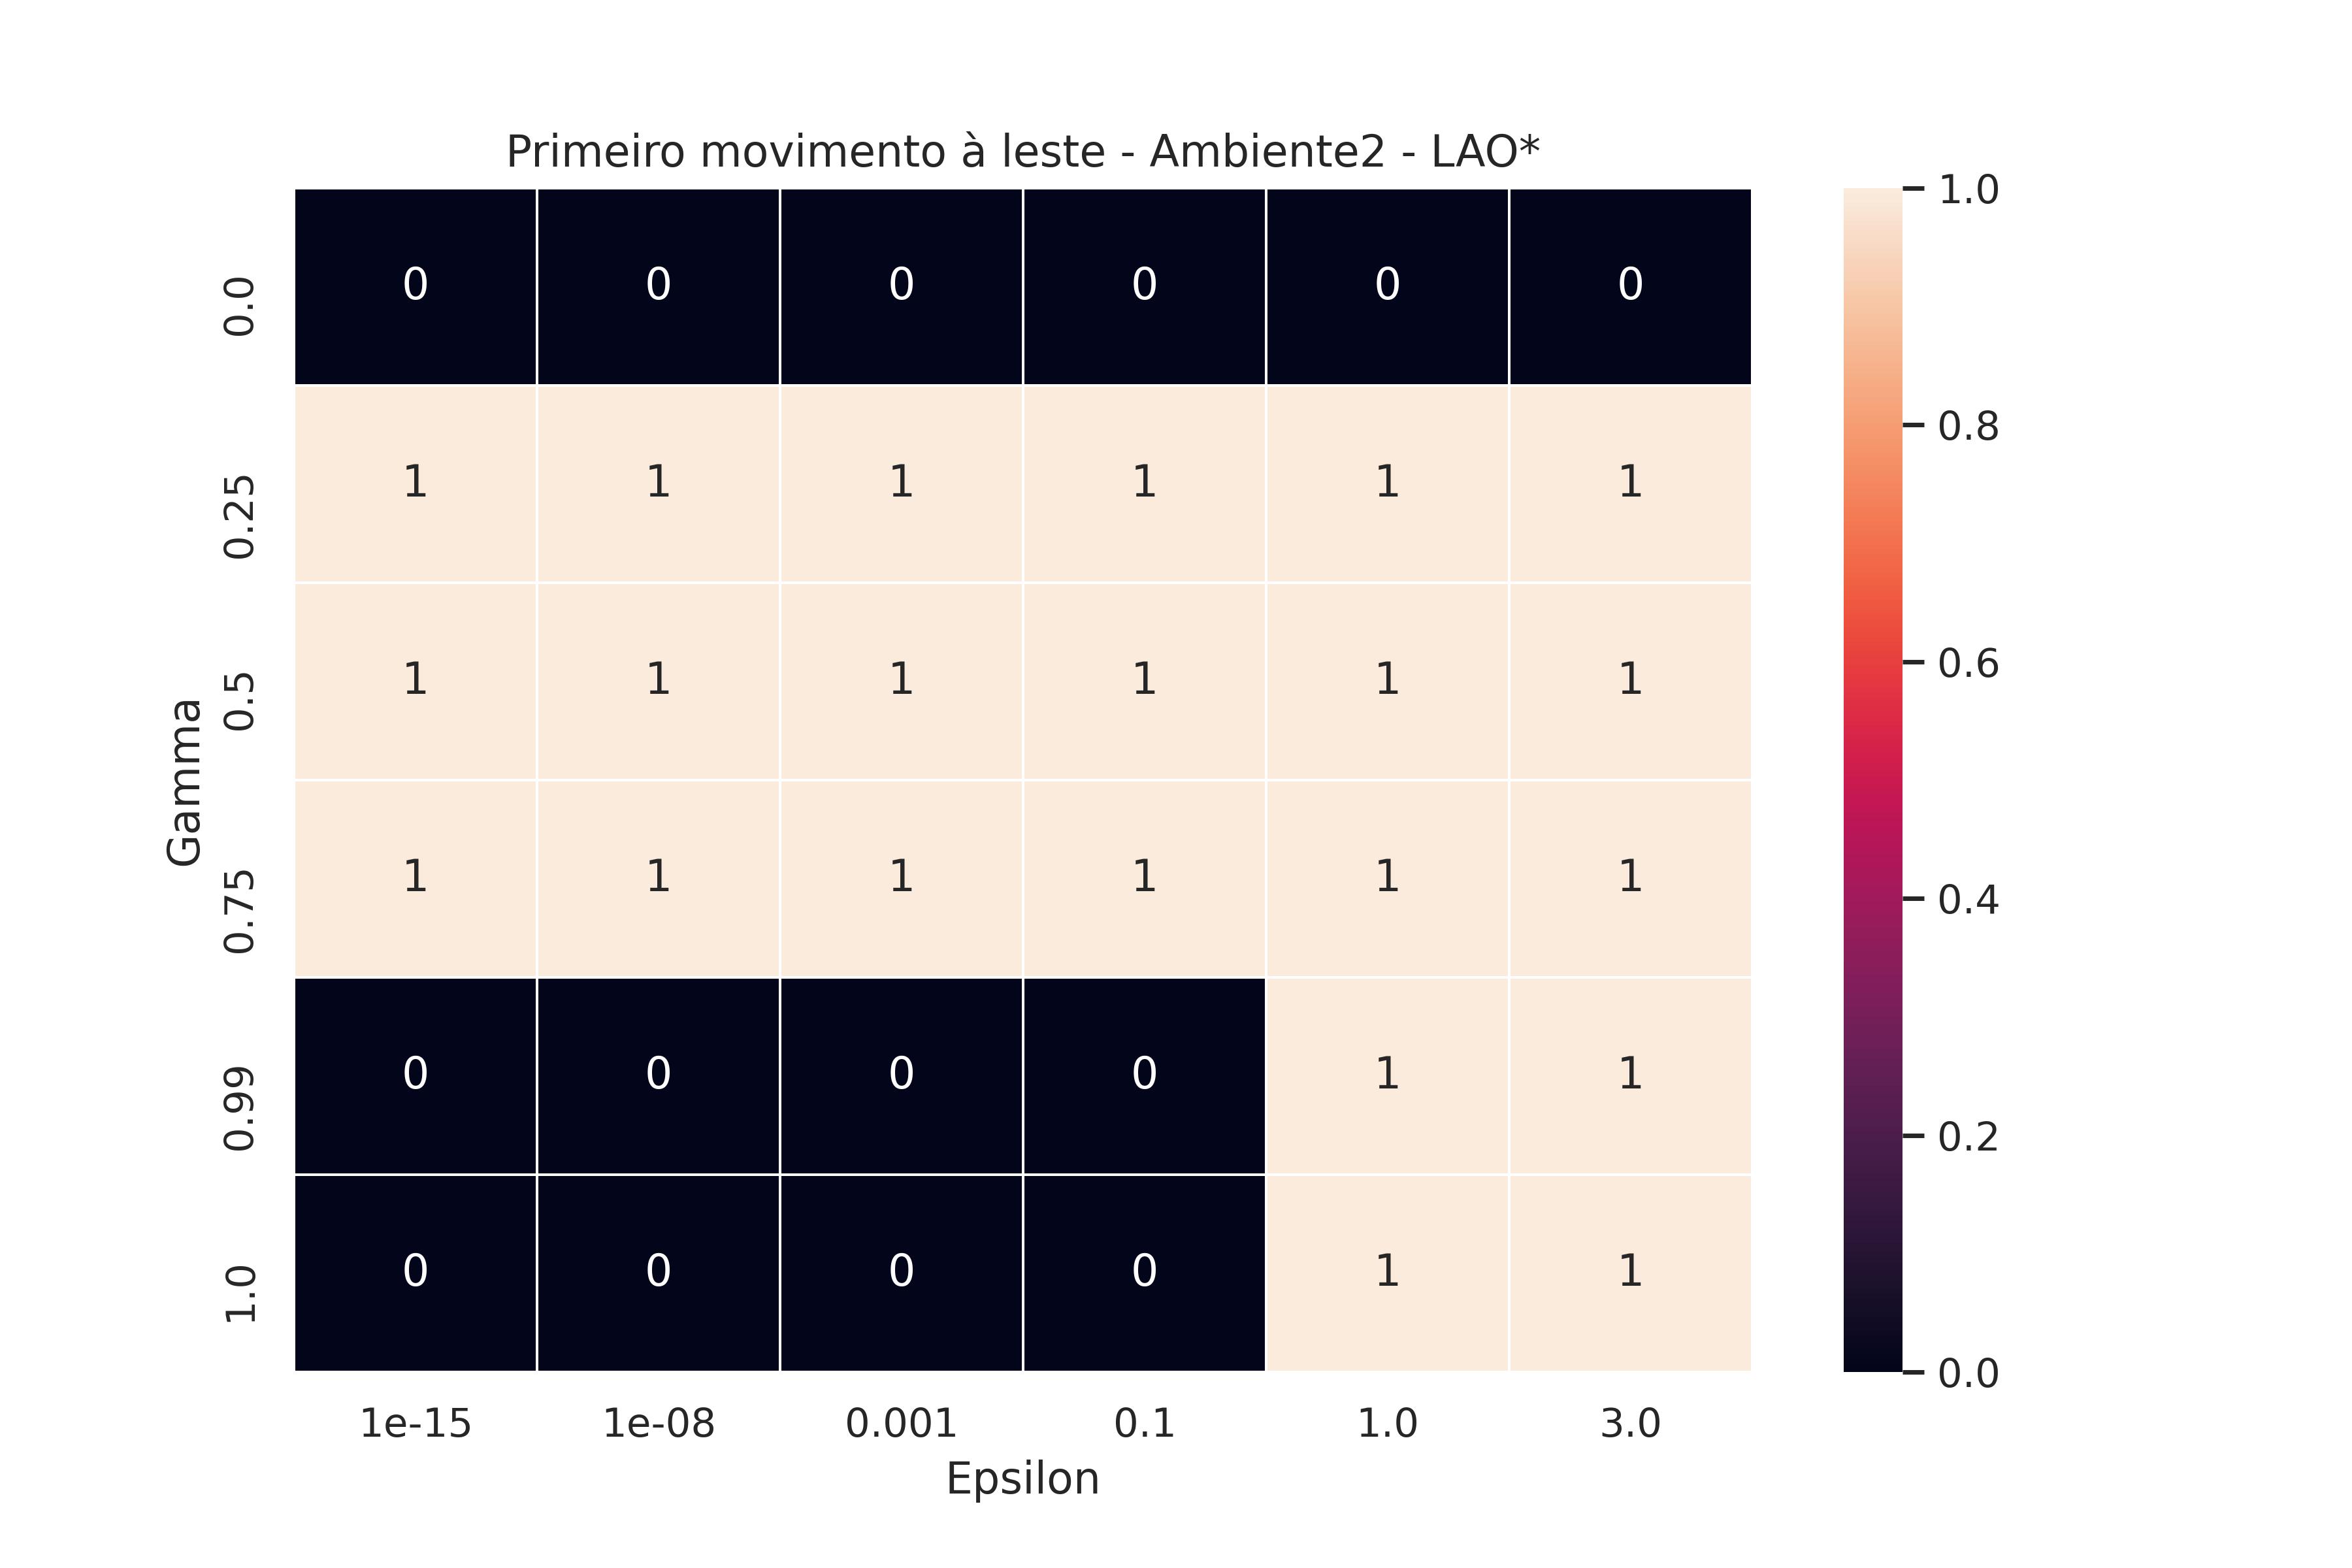 Primeiro movimento à leste - Ambiente2 - LAO*
Gamma
0.0 0 0 0 0 0 0
0.25 1 1 1 1 1 1
0.5 1 1 1 1 1 1
0.75 1 1 1 1 1 1
0.99 0 0 0 0 1 1
1.0 0 0 0 0 1 1
1e-15 1e-08 0.001 0.1 1.0 3.0
Epsilon
1.0
0.8
0.6
0.4
0.2
0.0